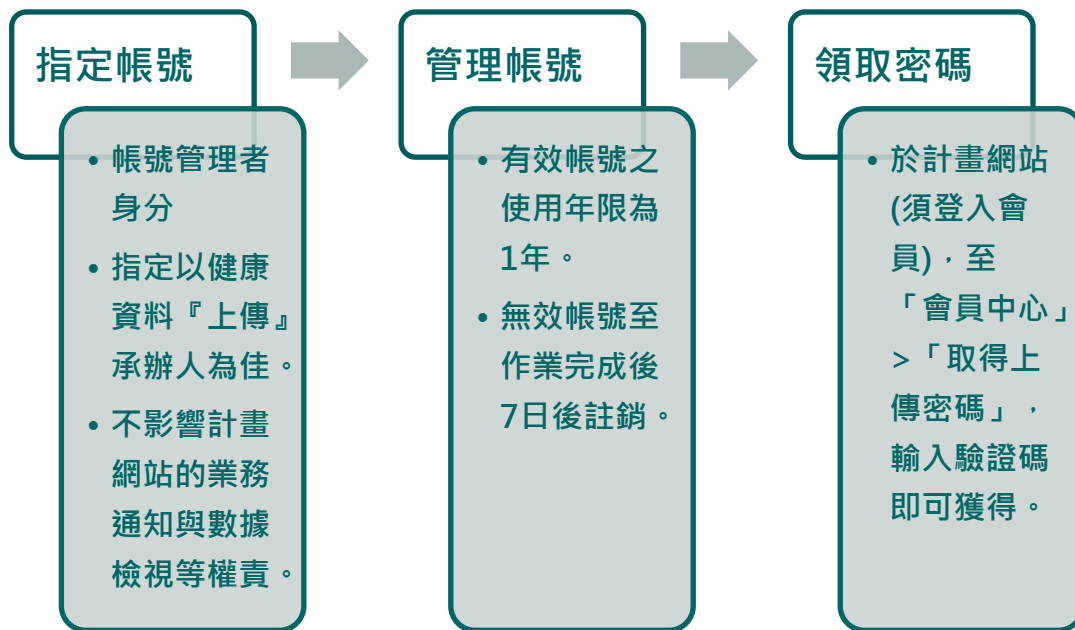 指定帳號
• 帳號管理者
身分
• 指定以健康
資料『上傳』
承辦人為佳。
• 不影響計畫
網站的業務
通知與數據
檢視等權責。
管理帳號
• 有效帳號之
使用年限為
1年。
• 無效帳號至
作業完成後
7日後註銷。
領取密碼
• 於計畫網站
(須登入會
員)，至
「會員中心」
>「取得上
傳密碼」，
輸入驗證碼
即可獲得。